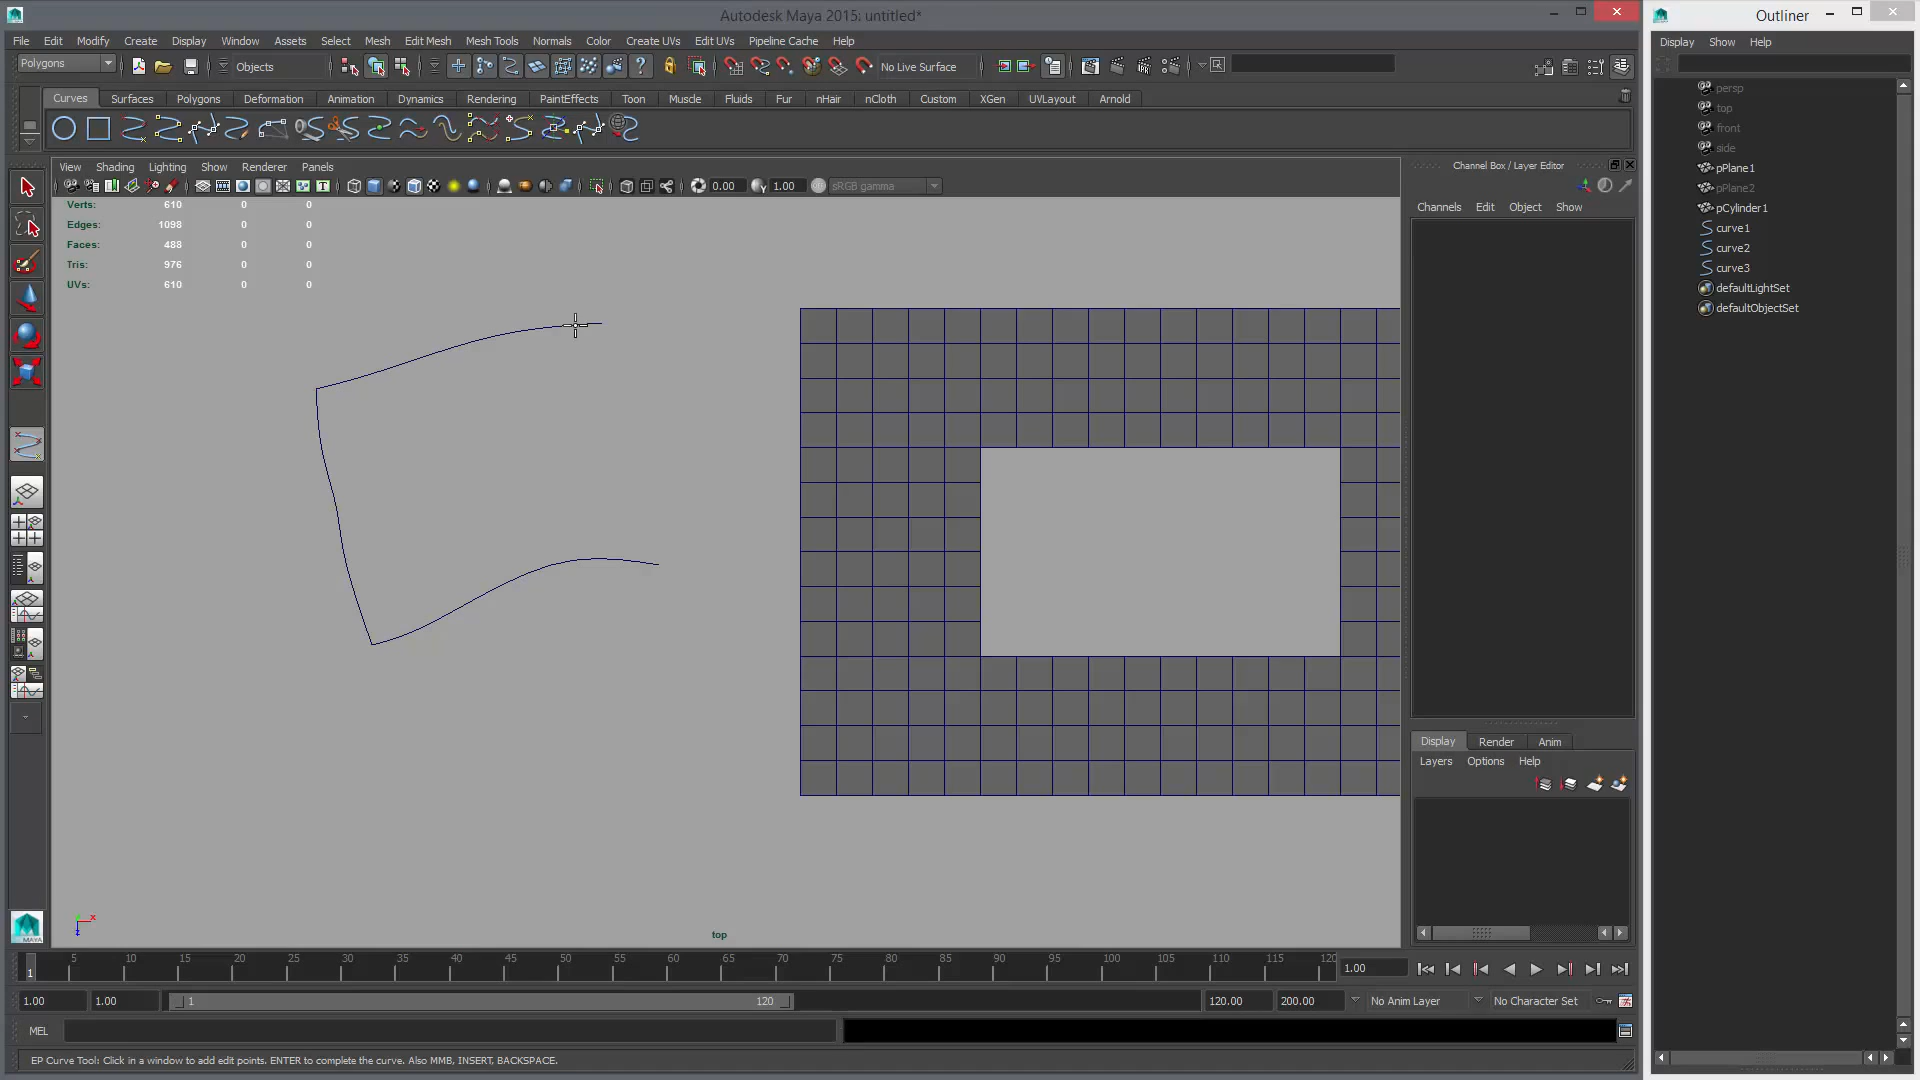 Autodesk Maya 2015: untitled*
Outliner
File Edit Modify Create Display Window Assets Select Mesh Edit Mesh Mesh Tools Normals Color Create UVs Edit UVs Pipeline Cache Help
Display Show Help
Polygons
Objects
No Live Surface
Curves Surfaces Polygons Deformation Animation Dynamics Rendering PaintEffects Toon Muscle Fluids Fur nHair nCloth Custom XGen UVLayout Arnold
View Shading Lighting Show Renderer Panels
0.00 1.00 sRGB gamma
Verts: 610 0 0
Edges: 1098 0 0
Faces: 488 0 0
Tris: 976 0 0
UVs: 610 0 0
top
Channel Box / Layer Editor
Channels Edit Object Show
Display Render Anim
Layers Options Help
persp
top
front
side
pPlane1
pPlane2
pCylinder1
curve1
curve2
curve3
defaultLightSet
defaultObjectSet
MAYA
1 5 10 15 20 25 30 35 40 45 50 55 60 65 70 75 80 85 90 95 100 105 110 115 120
1.00
1.00 1.00 1 120 120.00 200.00 No Anim Layer No Character Set
MEL
EP Curve Tool: Click in a window to add edit points. ENTER to complete the curve. Also MMB, INSERT, BACKSPACE.